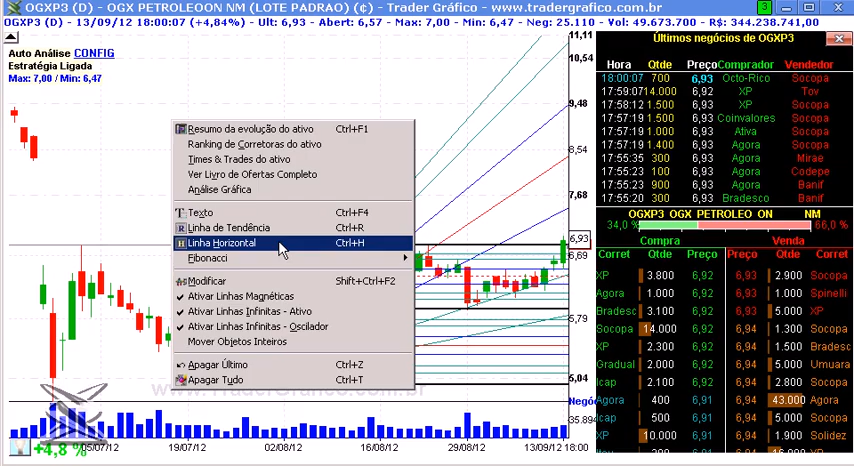 OGXP3 (D) - OGX PETROLEOON NM (LOTE PADRAO) (¢) - Trader Gráfico - www.tradergrafico.com.br
3
(D) - 13/09/12 18:00:07 (+4,84%) - Ult: 6,93 - Abert: 6,57 - Max: 7,00 - Min: 6,47 - Neg: 25.110 - Vol: 49.673.700 - R$: 344.238.741,00
Auto Análise CONFIG
Estratégia Ligada
Max: 7,00 / Min: 6,47
Resumo da evolução do ativo Ctrl+F1
Ranking de Corretoras do ativo
Times & Trades do ativo
Ver Livro de Ofertas Completo
Análise Gráfica
Texto Ctrl+F4
Linha de Tendência Ctrl+R
Linha Horizontal Ctrl+H
Fibonacci
Modificar Shift+Ctrl+F2
Ativar Linhas Magnéticas
Ativar Linhas Infinitas - Ativo
Ativar Linhas Infinitas - Oscilador
Mover Objetos Inteiros
Apagar Último Ctrl+Z
Apagar Tudo Ctrl+T
www.TraderGrafico.com.br
11,11
10,34
9,48
8,54
7,68
6,93
6,69
5,79
5,04
Negóc
35.894
05/07/12 19/07/12 02/08/12 16/08/12 29/08/12 13/09/12 18:00
+4,8 %
Últimos negócios de OGXP3
Hora Qtde Preço Comprador Vendedor
18:00:07 700 6,93 Octo-Rico Socopa
17:59:07 14.000 6,92 XP Tov
17:58:12 1.500 6,93 XP Socopa
17:57:19 1.500 6,93 Coinvalores Socopa
17:57:19 1.000 6,93 Ativa Socopa
17:57:19 1.400 6,93 Agora Socopa
17:55:35 300 6,93 Agora Mirae
17:55:23 100 6,93 Agora Codepe
17:55:23 900 6,93 Agora Banif
17:55:20 300 6,93 Bradesco Banif
OGXP3 OGX PETROLEO ON NM
34,0 % 66,0 %
Compra Venda
Corret Qtde Preço Preço Qtde Corret
XP 3.800 6,92 6,93 2.900 Socopa
Agora 1.000 6,92 6,93 1.000 Spinelli
Bradesc 3.100 6,92 6,93 5.000 XP
Socopa 14.000 6,92 6,94 1.300 Socopa
XP 2.300 6,92 6,94 1.500 Bradesc
Gradual 2.000 6,92 6,94 5.000 Umuara
Icap 2.100 6,92 6,94 2.800 Socopa
Agora 400 6,91 6,94 43.000 Agora
Icap 500 6,91 6,94 5.000 Socopa
XP 10.000 6,91 6,94 1.900 Solidez